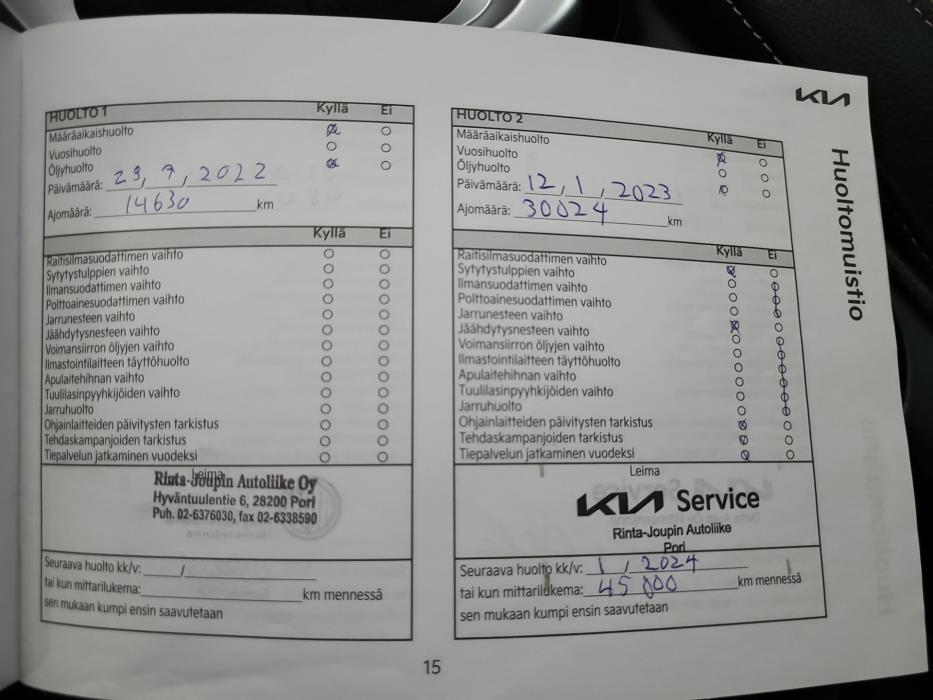 KIA
Huoltomuistio
HUOLTO 1 Kyllä Ei
Määräaikaishuolto
Vuosihuolto
Öljyhuolto
Päivämäärä: 29, 9, 2022
Ajomäärä: 14630 km
Kyllä Ei
Raitisilmasuodattimen vaihto
Sytytystulppien vaihto
Ilmansuodattimen vaihto
Polttoainesuodattimen vaihto
Jarrunesteen vaihto
Jäähdytysnesteen vaihto
Voimansiirron öljyjen vaihto
Ilmastointilaitteen täyttöhuolto
Apulaitehihnan vaihto
Tuulilasinpyyhkijöiden vaihto
Jarruhuolto
Ohjainlaitteiden päivitysten tarkistus
Tehdaskampanjoiden tarkistus
Tiepalvelun jatkaminen vuodeksi
Leima
Rinta-Joupin Autoliike Oy
Hyväntuulentie 6, 28200 Pori
Puh. 02-6376030, fax 02-6338590
Seuraava huolto kk/v: /
tai kun mittarilukema: km mennessä
sen mukaan kumpi ensin saavutetaan
HUOLTO 2 Kyllä Ei
Määräaikaishuolto
Vuosihuolto
Öljyhuolto
Päivämäärä: 12, 1, 2023
Ajomäärä: 30024 km
Kyllä Ei
Raitisilmasuodattimen vaihto
Sytytystulppien vaihto
Ilmansuodattimen vaihto
Polttoainesuodattimen vaihto
Jarrunesteen vaihto
Jäähdytysnesteen vaihto
Voimansiirron öljyjen vaihto
Ilmastointilaitteen täyttöhuolto
Apulaitehihnan vaihto
Tuulilasinpyyhkijöiden vaihto
Jarruhuolto
Ohjainlaitteiden päivitysten tarkistus
Tehdaskampanjoiden tarkistus
Tiepalvelun jatkaminen vuodeksi
Leima
KIA Service
Rinta-Joupin Autoliike
Pori
Seuraava huolto kk/v: 1 / 2024
tai kun mittarilukema: 45 000 km mennessä
sen mukaan kumpi ensin saavutetaan
15